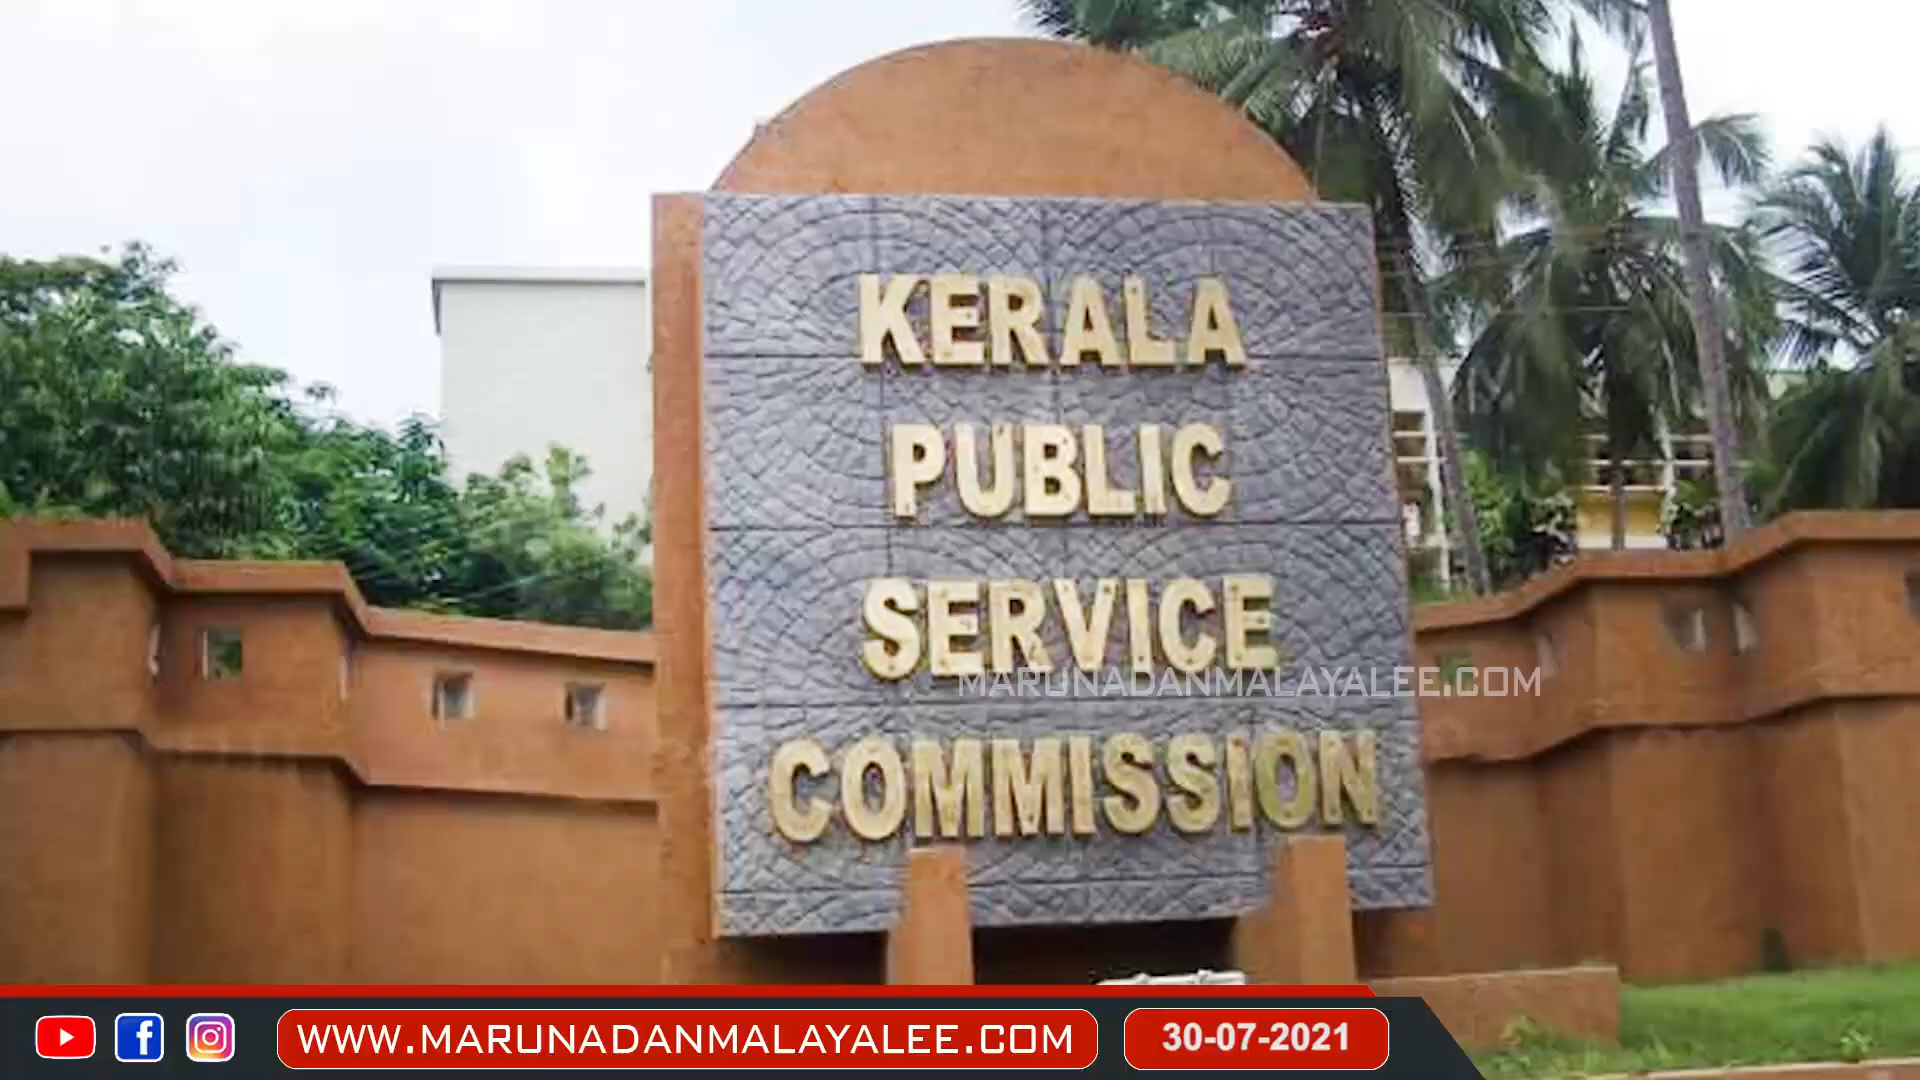 KERALA
PUBLIC
SERVICE
MARUNADANMALAYALEE.COM
COMMISSION
WWW.MARUNADANMALAYALEE.COM
30-07-2021